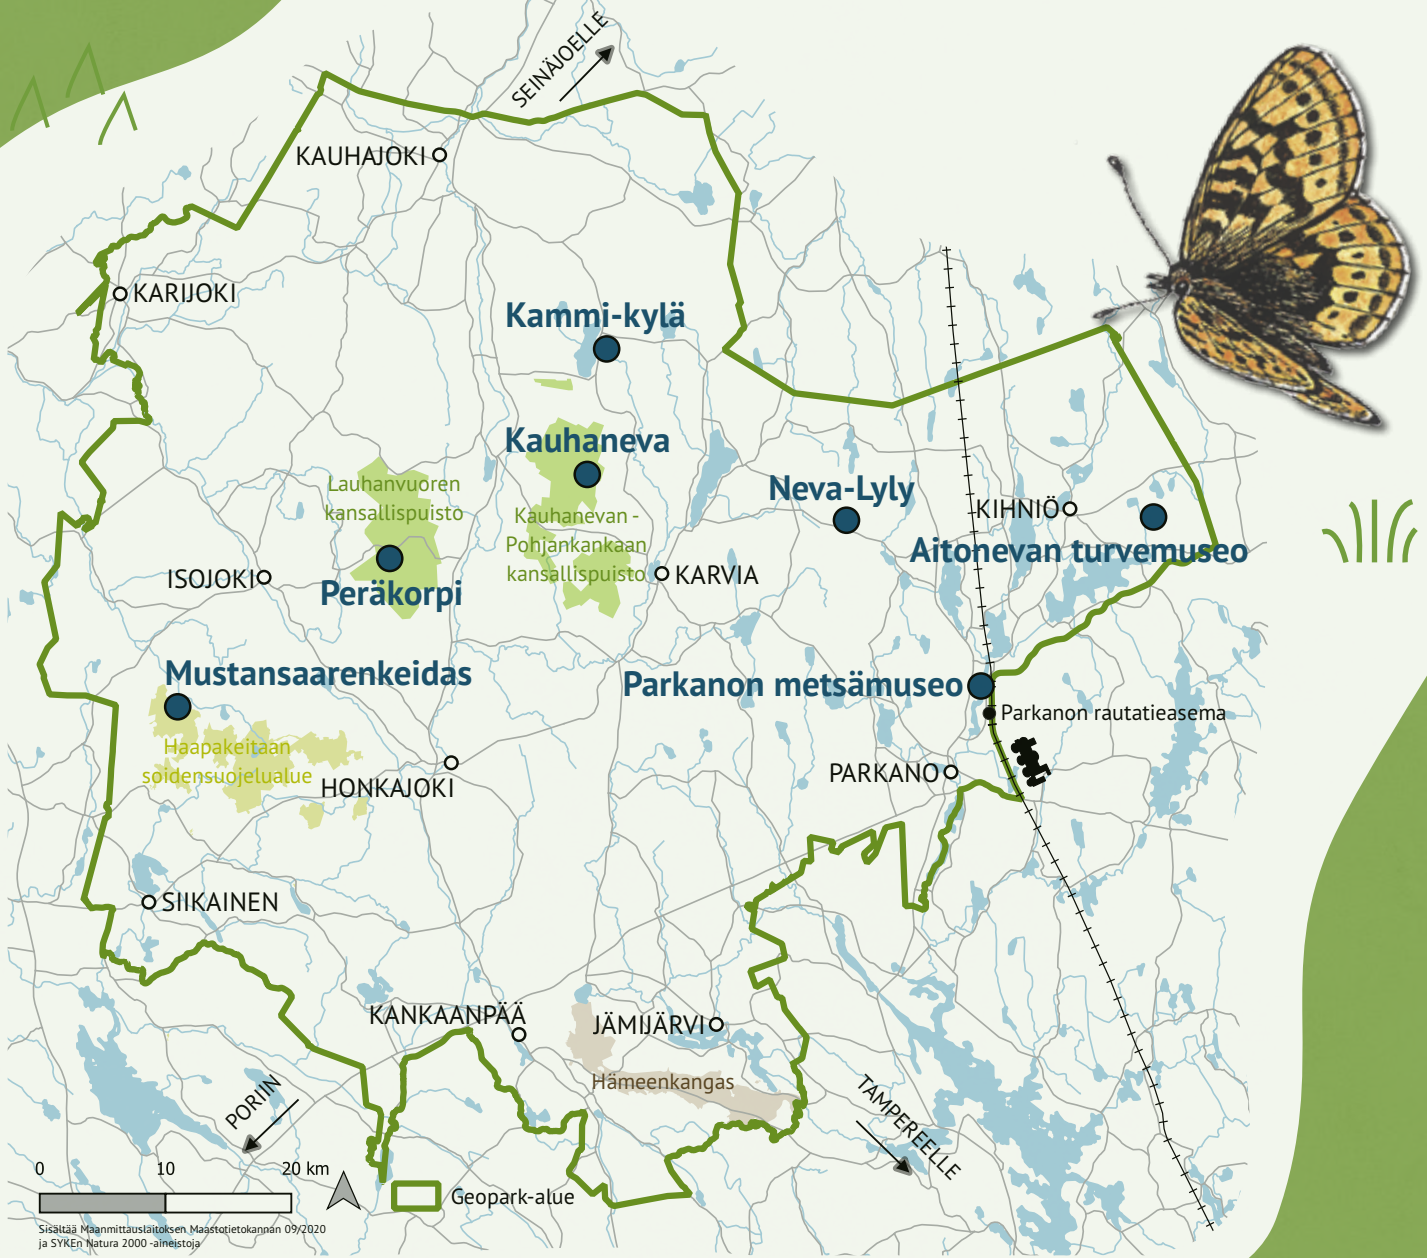 SEINÄJOELLE
KAUHAJOKI
KARIJOKI
Kammi-kylä
Kauhaneva
Lauhanvuoren
kansallispuisto
Neva-Lyly
KIHNIÖ
Kauhanevan -
Pohjankankaan
kansallispuisto
Aitonevan turvemuseo
ISOJOKI
KARVIA
Peräkorpi
Mustansaarenkeidas
Parkanon metsämuseo
Parkanon rautatieasema
Haapakeitaan
soidensuojelualue
HONKAJOKI
PARKANO
SIIKAINEN
KANKAANPÄÄ
JÄMIJÄRVI
Hämeenkangas
PORIIN
TAMPEREELLE
0 10 20 km
Geopark-alue
Sisältää Maanmittauslaitoksen Maastotietokannan 09/2020
ja SYKEn Natura 2000 -aineistoja